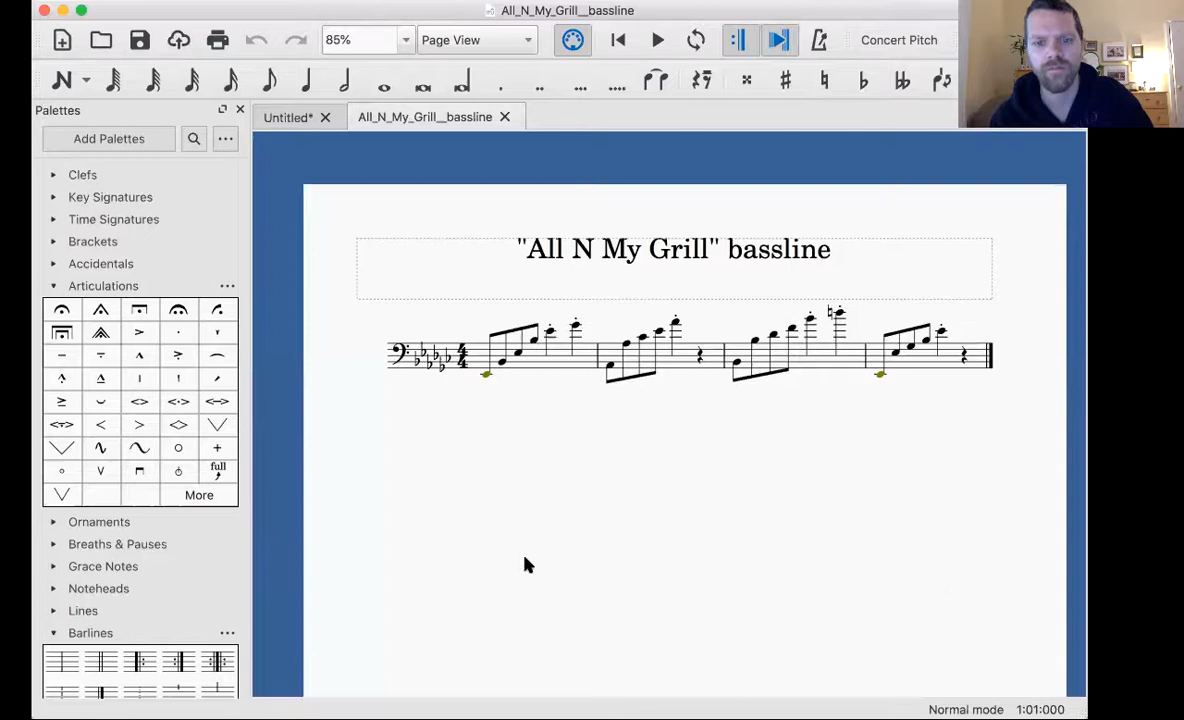 All_N_My_Grill__bassline
85%
Page View
Concert Pitch
Palettes
Untitled*
All_N_My_Grill__bassline
Add Palettes
Clefs
Key Signatures
Time Signatures
Brackets
Accidentals
Articulations
full
More
Ornaments
Breaths & Pauses
Grace Notes
Noteheads
Lines
Barlines
"All N My Grill" bassline
Normal mode
1:01:000